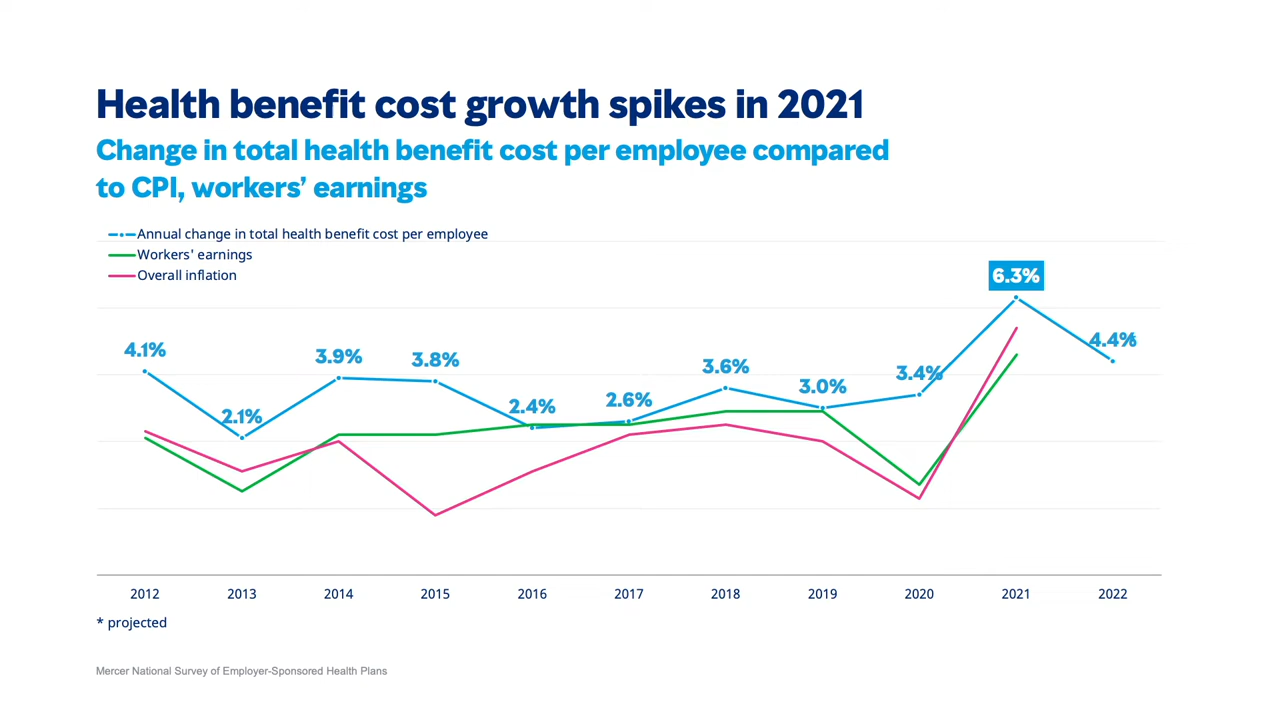 Health benefit cost growth spikes in 2021
Change in total health benefit cost per employee compared
to CPI, workers’ earnings
Annual change in total health benefit cost per employee
Workers' earnings
Overall inflation
6.3%
4.1%
2.1%
3.9%
3.8%
2.4%
2.6%
3.6%
3.0%
3.4%
4.4%
2012 2013 2014 2015 2016 2017 2018 2019 2020 2021 2022
* projected
Mercer National Survey of Employer-Sponsored Health Plans